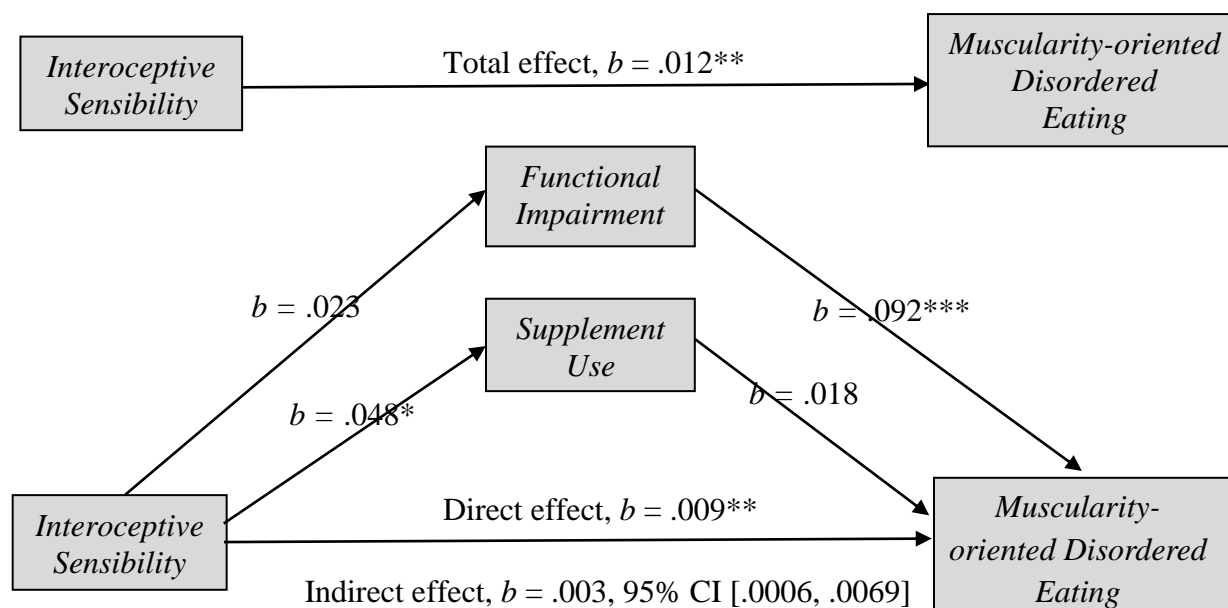 Interoceptive
Sensibility
Total effect, b = .012**
Muscularity-oriented
Disordered
Eating
Functional
Impairment
b = .023
b = .092***
Supplement
Use
b = .048*
b = .018
Interoceptive
Sensibility
Direct effect, b = .009**
Muscularity-
oriented Disordered
Eating
Indirect effect, b = .003, 95% CI [.0006, .0069]